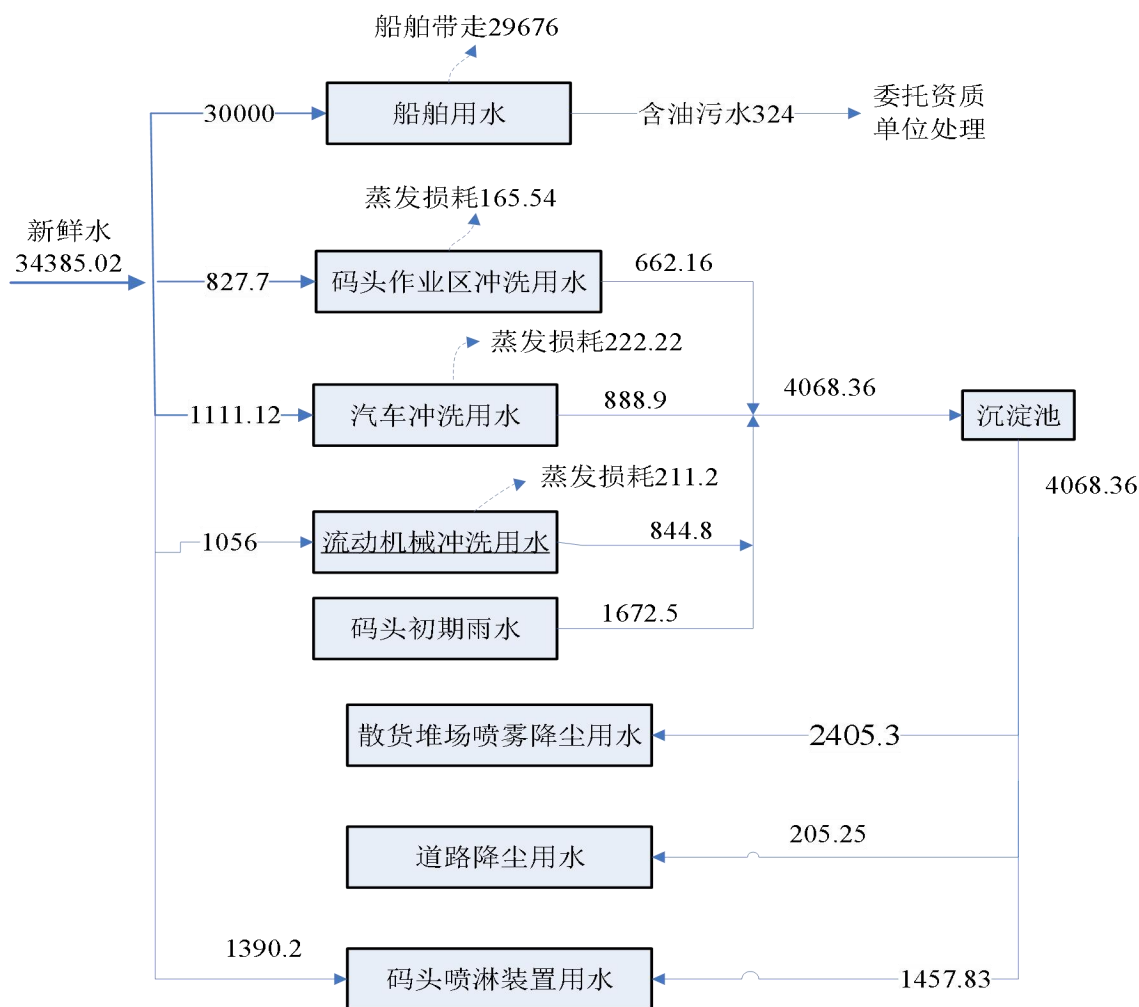 船舶带走29676
30000
船舶用水
含油污水324
委托资质
单位处理
蒸发损耗165.54
新鲜水
34385.02
827.7
码头作业区冲洗用水
662.16
蒸发损耗222.22
1111.12
汽车冲洗用水
888.9
4068.36
沉淀池
蒸发损耗211.2
4068.36
1056
流动机械冲洗用水
844.8
码头初期雨水
1672.5
散货堆场喷雾降尘用水
2405.3
205.25
道路降尘用水
1390.2
码头喷淋装置用水
1457.83